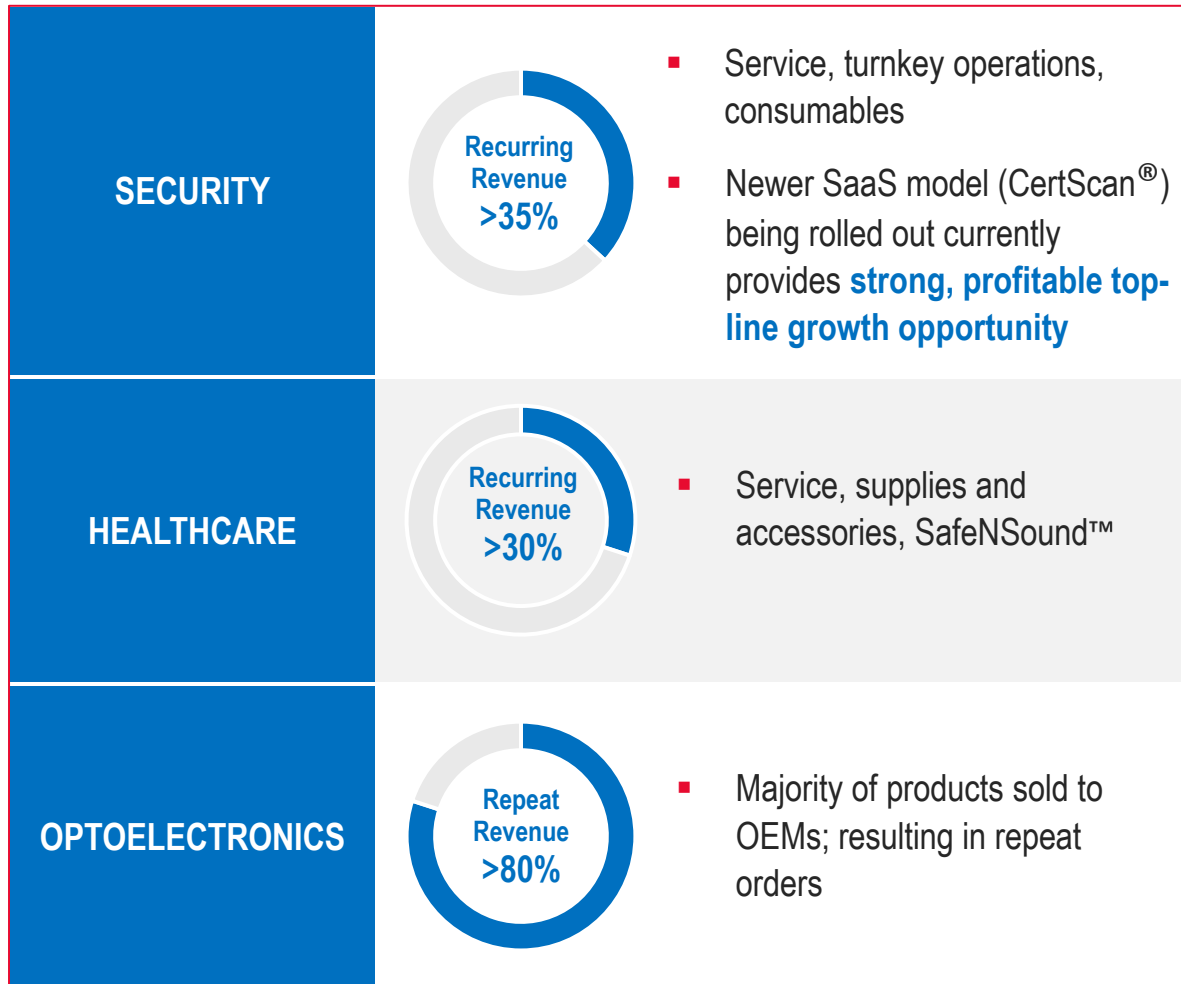 SECURITY
Recurring
Revenue
>35%
▪ Service, turnkey operations,
consumables
▪ Newer SaaS model (CertScan®)
being rolled out currently
provides strong, profitable top-
line growth opportunity
HEALTHCARE
Recurring
Revenue
>30%
▪ Service, supplies and
accessories, SafeNSound™
OPTOELECTRONICS
Repeat
Revenue
>80%
▪ Majority of products sold to
OEMs; resulting in repeat
orders